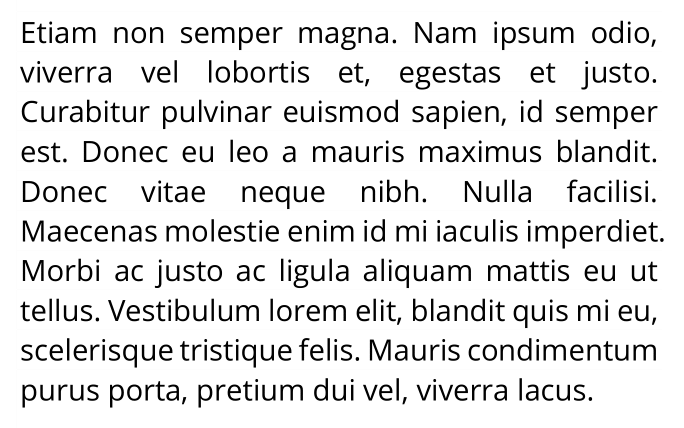 Etiam non semper magna. Nam ipsum odio,
viverra vel lobortis et, egestas et justo.
Curabitur pulvinar euismod sapien, id semper
est. Donec eu leo a mauris maximus blandit.
Donec vitae neque nibh. Nulla facilisi.
Maecenas molestie enim id mi iaculis imperdiet.
Morbi ac justo ac ligula aliquam mattis eu ut
tellus. Vestibulum lorem elit, blandit quis mi eu,
scelerisque tristique felis. Mauris condimentum
purus porta, pretium dui vel, viverra lacus.